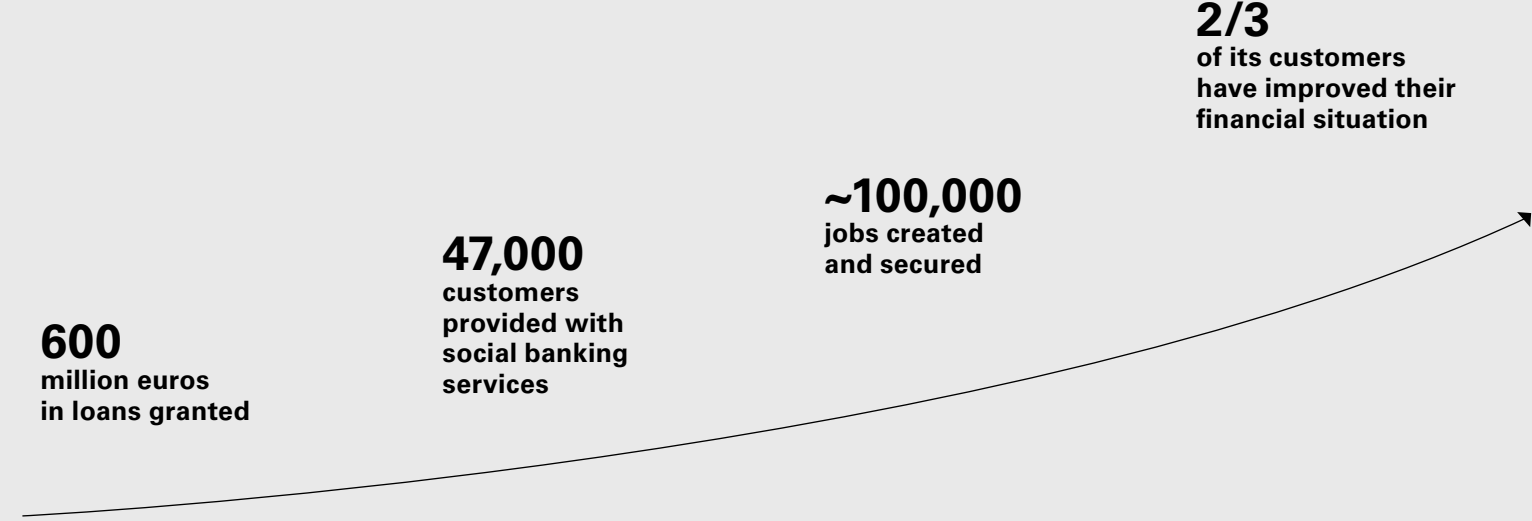 600
million euros
in loans granted
47,000
customers
provided with
social banking
services
~100,000
jobs created
and secured
2/3
of its customers
have improved their
financial situation